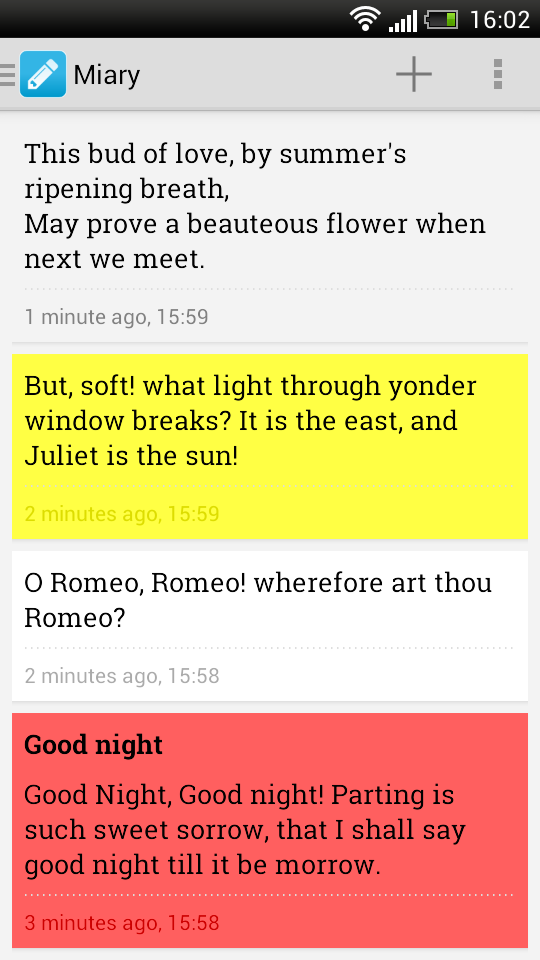 16:02
Miary
This bud of love, by summer's
ripening breath,
May prove a beauteous flower when
next we meet.
1 minute ago, 15:59
But, soft! what light through yonder
window breaks? It is the east, and
Juliet is the sun!
2 minutes ago, 15:59
O Romeo, Romeo! wherefore art thou
Romeo?
2 minutes ago, 15:58
Good night
Good Night, Good night! Parting is
such sweet sorrow, that I shall say
good night till it be morrow.
3 minutes ago, 15:58